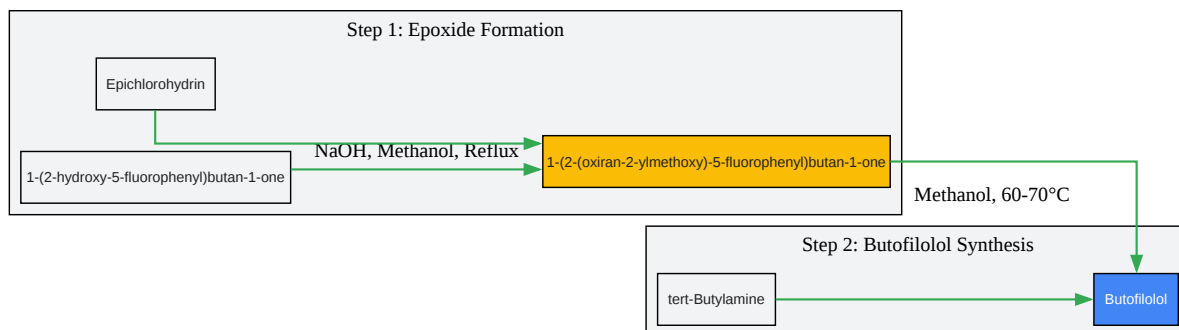 Step 1: Epoxide Formation
Epichlorohydrin
NaOH, Methanol, Reflux
1-(2-hydroxy-5-fluorophenyl)butan-1-one
1-(2-(oxiran-2-ylmethoxy)-5-fluorophenyl)butan-1-one
Methanol, 60-70°C
Step 2: Butofilolol Synthesis
tert-Butylamine
Butofilolol